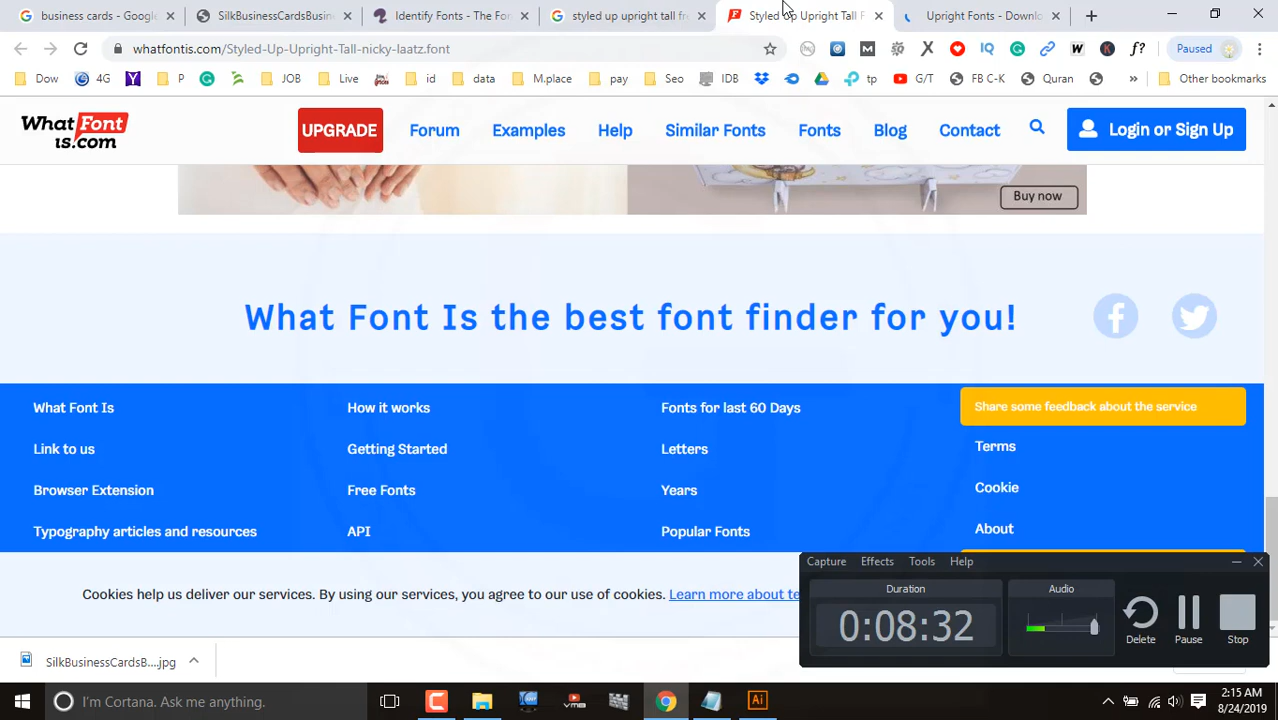 business cards - Google
SilkBusinessCardsBusin
Identify Fonts - The Fon
styled up upright tall fr
Styled Up Upright Tall F
Upright Fonts - Downlo
whatfontis.com/Styled-Up-Upright-Tall-nicky-laatz.font
Paused
Dow
4G
P
JOB
Live
id
data
M.place
pay
Seo
IDB
tp
G/T
FB C-K
Quran
»
Other bookmarks
What Font is.com
UPGRADE
Forum
Examples
Help
Similar Fonts
Fonts
Blog
Contact
Login or Sign Up
Buy now
What Font Is the best font finder for you!
What Font Is
How it works
Fonts for last 60 Days
Share some feedback about the service
Link to us
Getting Started
Letters
Terms
Browser Extension
Free Fonts
Years
Cookie
Typography articles and resources
API
Popular Fonts
About
Capture Effects Tools Help
Duration
Audio
0:08:32
Delete
Pause
Stop
Cookies help us deliver our services. By using our services, you agree to our use of cookies. Learn more about te
SilkBusinessCardsB....jpg
I'm Cortana. Ask me anything.
2:15 AM
8/24/2019